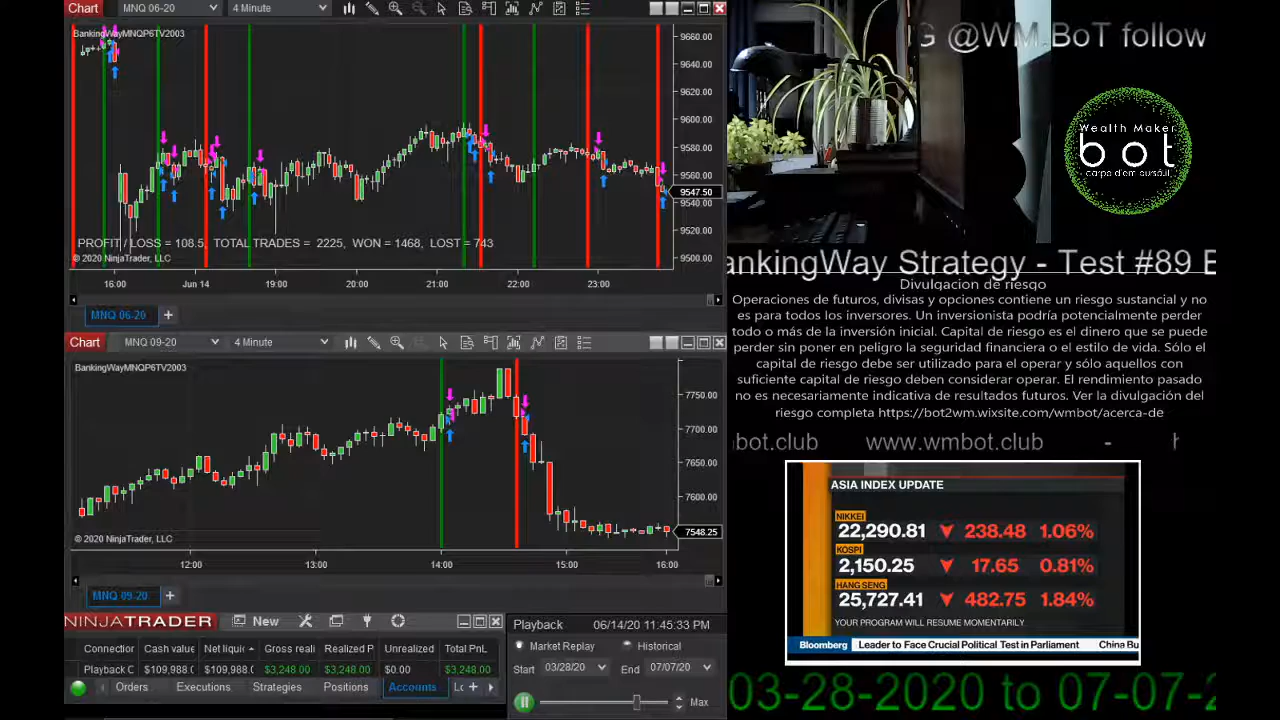 Chart MNQ 06-20 4 Minute
BankingWayMNQP6TV2003
9660.00
9640.00
9620.00
9600.00
9580.00
9560.00
9547.50
9540.00
9520.00
9500.00
PROFIT / LOSS = 108.5, TOTAL TRADES = 2225, WON = 1468, LOST = 743
© 2020 NinjaTrader, LLC
16:00 Jun 14 19:00 20:00 21:00 22:00 23:00
MNQ 06-20 +
Chart MNQ 09-20 4 Minute
BankingWayMNQP6TV2003
7750.00
7700.00
7650.00
7600.00
7548.25
© 2020 NinjaTrader, LLC
12:00 13:00 14:00 15:00 16:00
MNQ 09-20 +
NINJATRADER New
Connection Cash value Net liqui Gross reali Realized P Unrealized Total PnL
Playback C $109,988. $109,988. $3,248.00 $3,248.00 $0.00 $3,248.00
Orders Executions Strategies Positions Accounts Lo +
Playback 06/14/20 11:45:33 PM
Market Replay Historical
Start 03/28/20 End 07/07/20
Max
G @WM.BoT follow
Wealth Maker
bot
ankingWay Strategy - Test #89 B
Divulgacion de riesgo
Operaciones de futuros, divisas y opciones contiene un riesgo sustancial y no
es para todos los inversores. Un inversionista podría potencialmente perder
todo o más de la inversión inicial. Capital de riesgo es el dinero que se puede
perder sin poner en peligro la seguridad financiera o el estilo de vida. Sólo el
capital de riesgo debe ser utilizado para el operar y sólo aquellos con
suficiente capital de riesgo deben considerar operar. El rendimiento pasado
no es necesariamente indicativa de resultados futuros. Ver la divulgación del
riesgo completa https://bot2wm.wixsite.com/wmbot/acerca-de
nbot.club www.wmbot.club - h
ASIA INDEX UPDATE
NIKKEI
22,290.81 238.48 1.06%
KOSPI
2,150.25 17.65 0.81%
HANG SENG
25,727.41 482.75 1.84%
YOUR PROGRAM WILL RESUME MOMENTARILY
Bloomberg Leader to Face Crucial Political Test in Parliament China Bu
03-28-2020 to 07-07-2